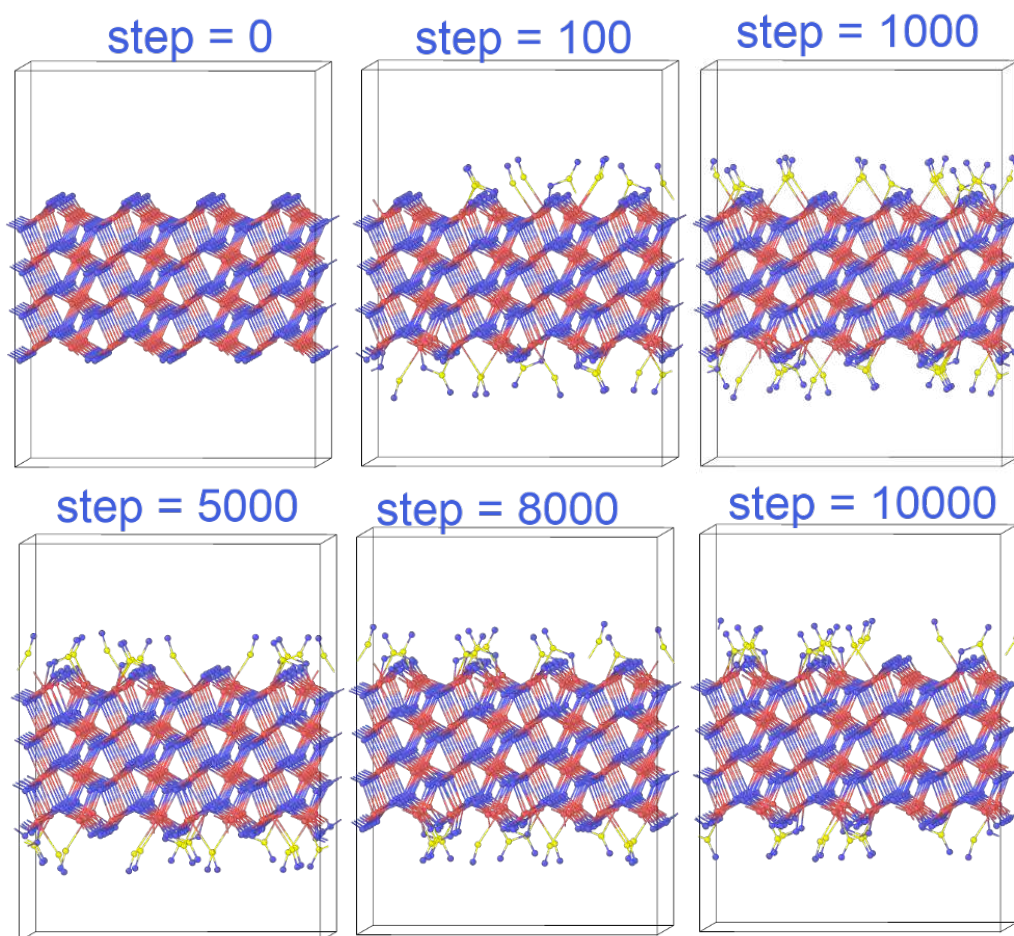 step = 0
step = 100
step = 1000
step = 5000
step = 8000
step = 10000